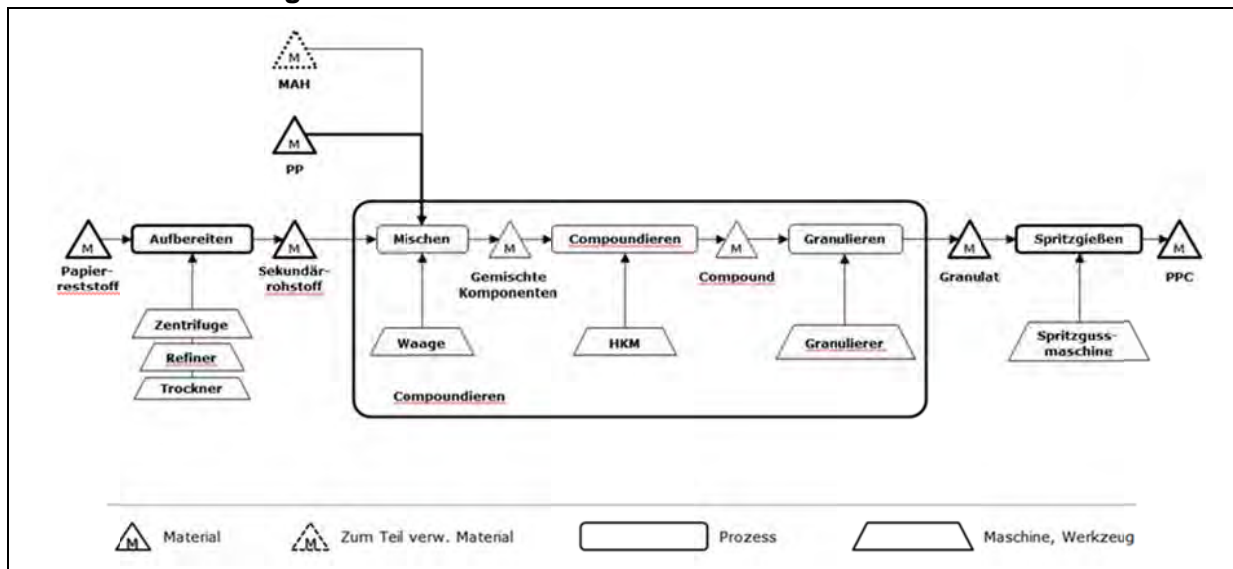 M
MAH
M
PP
M
Aufbereiten
M
Mischen
M
Compoundieren
M
Granulieren
M
Spritzgießen
M
Papier-
reststoff
Sekundär-
rohstoff
Gemischte
Komponenten
Compound
Granulat
PPC
Zentrifuge
Refiner
Trockner
Waage
HKM
Granulierer
Spritzguss-
maschine
Compoundieren
M Material
M Zum Teil verw. Material
Prozess
Maschine, Werkzeug